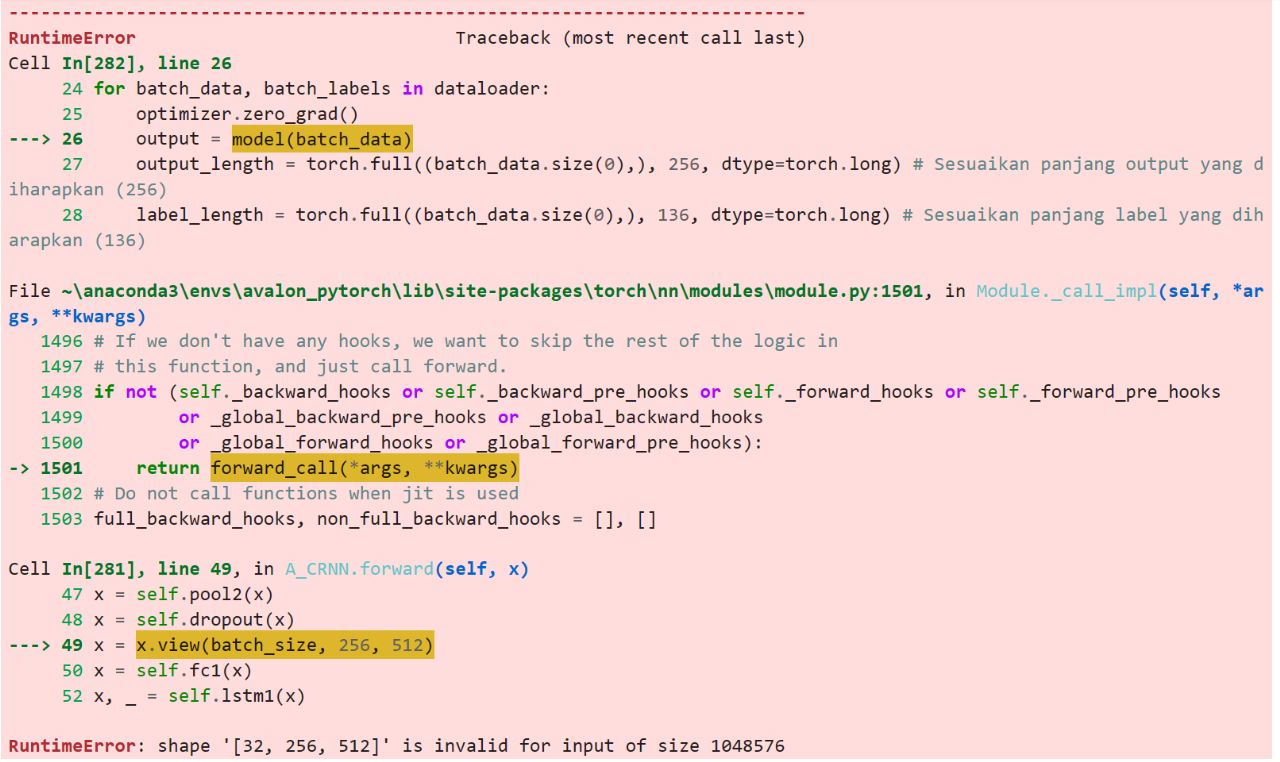 ---------------------------------------------------------------------------
RuntimeError                              Traceback (most recent call last)
Cell In[282], line 26
     24 for batch_data, batch_labels in dataloader:
     25     optimizer.zero_grad()
---> 26     output = model(batch_data)
     27     output_length = torch.full((batch_data.size(0),), 256, dtype=torch.long) # Sesuaikan panjang output yang d
iharapkan (256)
     28     label_length = torch.full((batch_data.size(0),), 136, dtype=torch.long) # Sesuaikan panjang label yang dih
arapkan (136)
File ~\anaconda3\envs\avalon_pytorch\lib\site-packages\torch\nn\modules\module.py:1501, in Module._call_impl(self, *ar
gs, **kwargs)
   1496 # If we don't have any hooks, we want to skip the rest of the logic in
   1497 # this function, and just call forward.
   1498 if not (self._backward_hooks or self._backward_pre_hooks or self._forward_hooks or self._forward_pre_hooks
   1499         or _global_backward_pre_hooks or _global_backward_hooks
   1500         or _global_forward_hooks or _global_forward_pre_hooks):
-> 1501     return forward_call(*args, **kwargs)
   1502 # Do not call functions when jit is used
   1503 full_backward_hooks, non_full_backward_hooks = [], []
Cell In[281], line 49, in A_CRNN.forward(self, x)
     47 x = self.pool2(x)
     48 x = self.dropout(x)
---> 49 x = x.view(batch_size, 256, 512)
     50 x = self.fc1(x)
     52 x, _ = self.lstm1(x)
RuntimeError: shape '[32, 256, 512]' is invalid for input of size 1048576